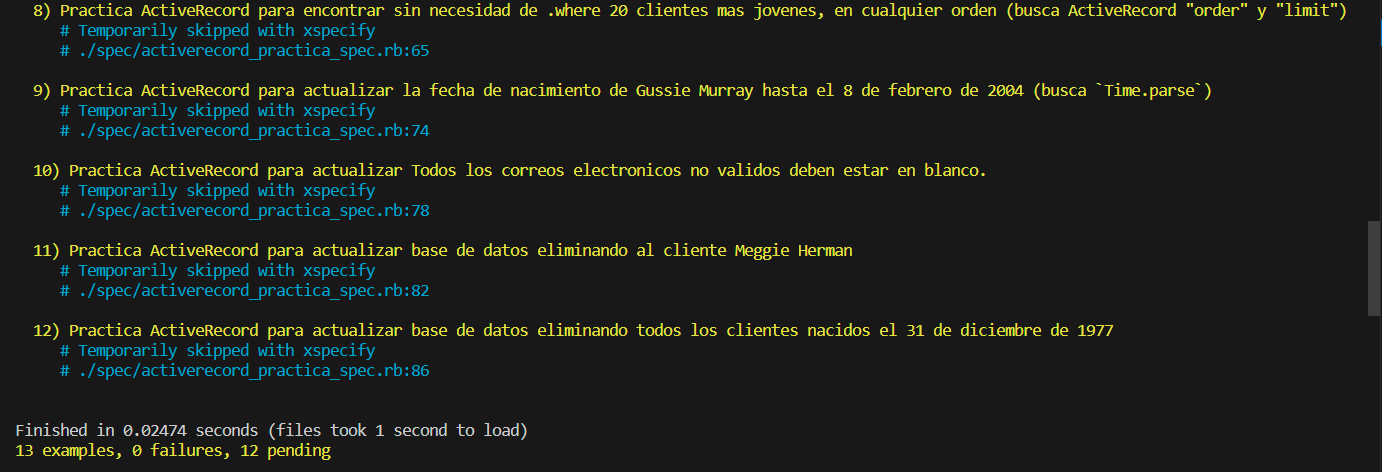 8) Practica ActiveRecord para encontrar sin necesidad de .where 20 clientes mas jovenes, en cualquier orden (busca ActiveRecord "order" y "limit")
# Temporarily skipped with xspecify
# ./spec/activerecord_practica_spec.rb:65
9) Practica ActiveRecord para actualizar la fecha de nacimiento de Gussie Murray hasta el 8 de febrero de 2004 (busca `Time.parse`)
# Temporarily skipped with xspecify
# ./spec/activerecord_practica_spec.rb:74
10) Practica ActiveRecord para actualizar Todos los correos electronicos no validos deben estar en blanco.
# Temporarily skipped with xspecify
# ./spec/activerecord_practica_spec.rb:78
11) Practica ActiveRecord para actualizar base de datos eliminando al cliente Meggie Herman
# Temporarily skipped with xspecify
# ./spec/activerecord_practica_spec.rb:82
12) Practica ActiveRecord para actualizar base de datos eliminando todos los clientes nacidos el 31 de diciembre de 1977
# Temporarily skipped with xspecify
# ./spec/activerecord_practica_spec.rb:86
Finished in 0.02474 seconds (files took 1 second to load)
13 examples, 0 failures, 12 pending